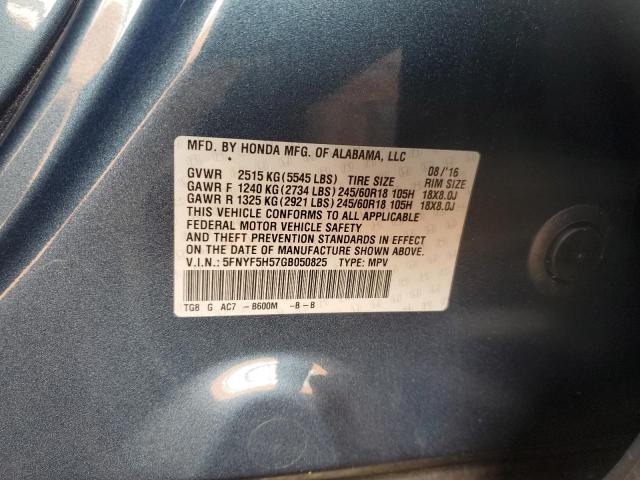 MFD. BY HONDA MFG. OF ALABAMA, LLC
GVWR 2515 KG (5545 LBS) TIRE SIZE 08/'16 RIM SIZE
GAWR F 1240 KG (2734 LBS) 245/60R18 105H 18X8.0J
GAWR R 1325 KG (2921 LBS) 245/60R18 105H 18X8.0J
THIS VEHICLE CONFORMS TO ALL APPLICABLE
FEDERAL MOTOR VEHICLE SAFETY
AND THEFT PREVENTION STANDARDS IN EFFECT
ON THE DATE OF MANUFACTURE SHOWN ABOVE.
V.I.N.: 5FNYF5H57GB050825 TYPE: MPV
TG8 G AC7 -B600M -B-B